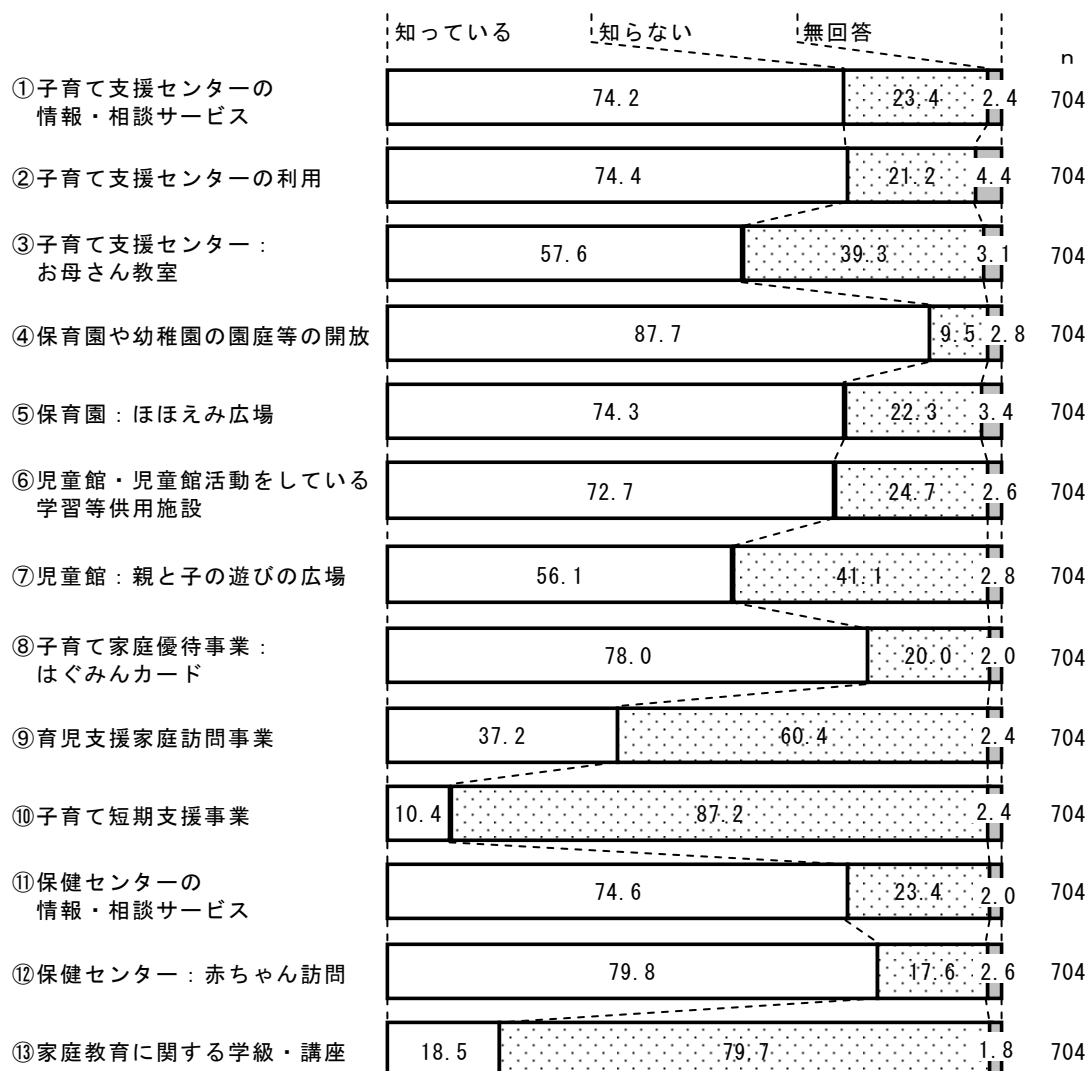 知っている 知らない 無回答
n
①子育て支援センターの
情報・相談サービス
74.2 23.4 2.4 704
②子育て支援センターの利用 74.4 21.2 4.4 704
③子育て支援センター：
お母さん教室
57.6 39.3 3.1 704
④保育園や幼稚園の園庭等の開放 87.7 9.5 2.8 704
⑤保育園：ほほえみ広場 74.3 22.3 3.4 704
⑥児童館・児童館活動をしている
学習等供用施設
72.7 24.7 2.6 704
⑦児童館：親と子の遊びの広場 56.1 41.1 2.8 704
⑧子育て家庭優待事業：
はぐみんカード
78.0 20.0 2.0 704
⑨育児支援家庭訪問事業 37.2 60.4 2.4 704
⑩子育て短期支援事業 10.4 87.2 2.4 704
⑪保健センターの
情報・相談サービス
74.6 23.4 2.0 704
⑫保健センター：赤ちゃん訪問 79.8 17.6 2.6 704
⑬家庭教育に関する学級・講座 18.5 79.7 1.8 704